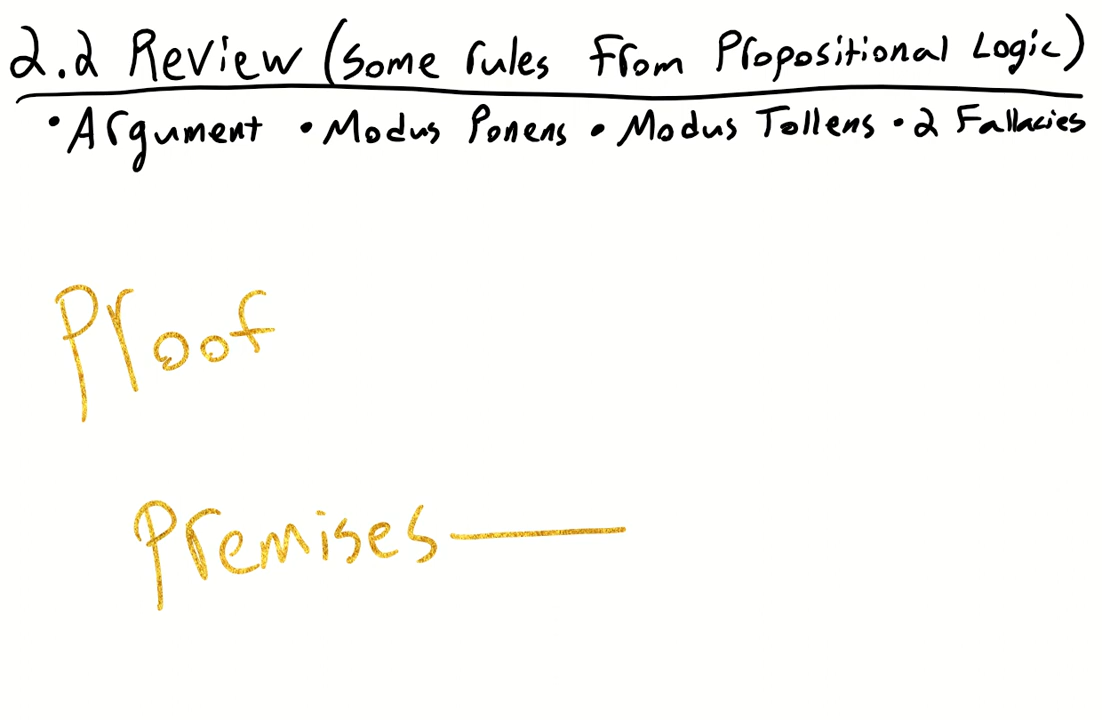 2.2 Review (some rules from Propositional Logic)
• Argument • Modus Ponens • Modus Tollens • 2 Fallacies
Proof
Premises—